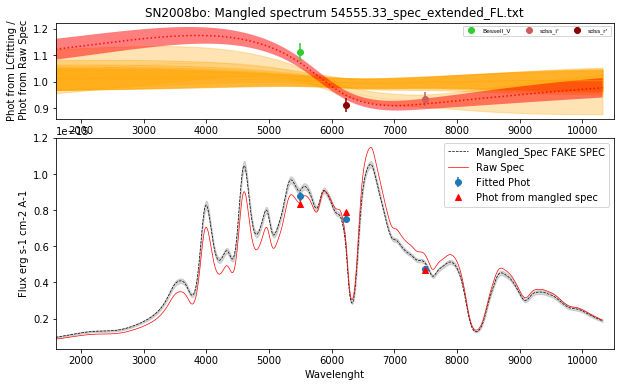 SN2008bo: Mangled spectrum 54555.33_spec_extended_FL.txt
Phot from LCfitting /
Phot from Raw Spec
1.2
1.1
1.0
0.9
Bessell_V
sdss_i'
sdss_r'
2000 3000 4000 5000 6000 7000 8000 9000 10000
Flux erg s-1 cm-2 A-1
1.2
1.0
0.8
0.6
0.4
0.2
Mangled_Spec FAKE SPEC
Raw Spec
Fitted Phot
Phot from mangled spec
2000 3000 4000 5000 6000 7000 8000 9000 10000
Wavelenght